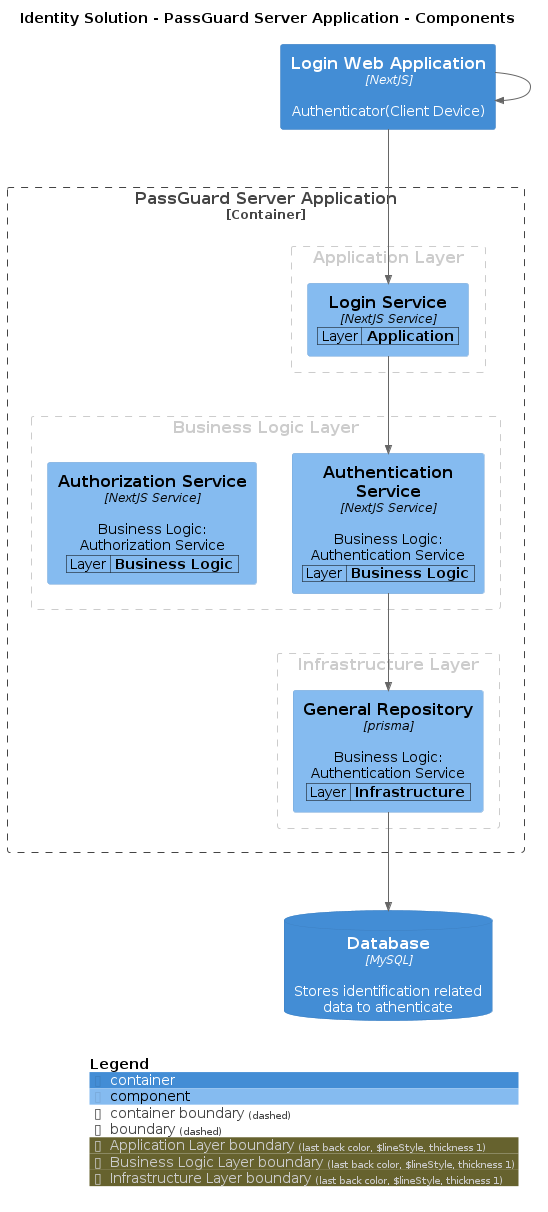 Identity Solution - PassGuard Server Application - Components
Login Web Application
[NextJS]
Authenticator(Client Device)
PassGuard Server Application
[Container]
Application Layer
Login Service
[NextJS Service]
Layer Application
Business Logic Layer
Authorization Service
[NextJS Service]
Business Logic:
Authorization Service
Layer Business Logic
Authentication
Service
[NextJS Service]
Business Logic:
Authentication Service
Layer Business Logic
Infrastructure Layer
General Repository
[prisma]
Business Logic:
Authentication Service
Layer Infrastructure
Database
[MySQL]
Stores identification related
data to athenticate
Legend
container
component
container boundary (dashed)
boundary (dashed)
Application Layer boundary (last back color, $lineStyle, thickness 1)
Business Logic Layer boundary (last back color, $lineStyle, thickness 1)
Infrastructure Layer boundary (last back color, $lineStyle, thickness 1)